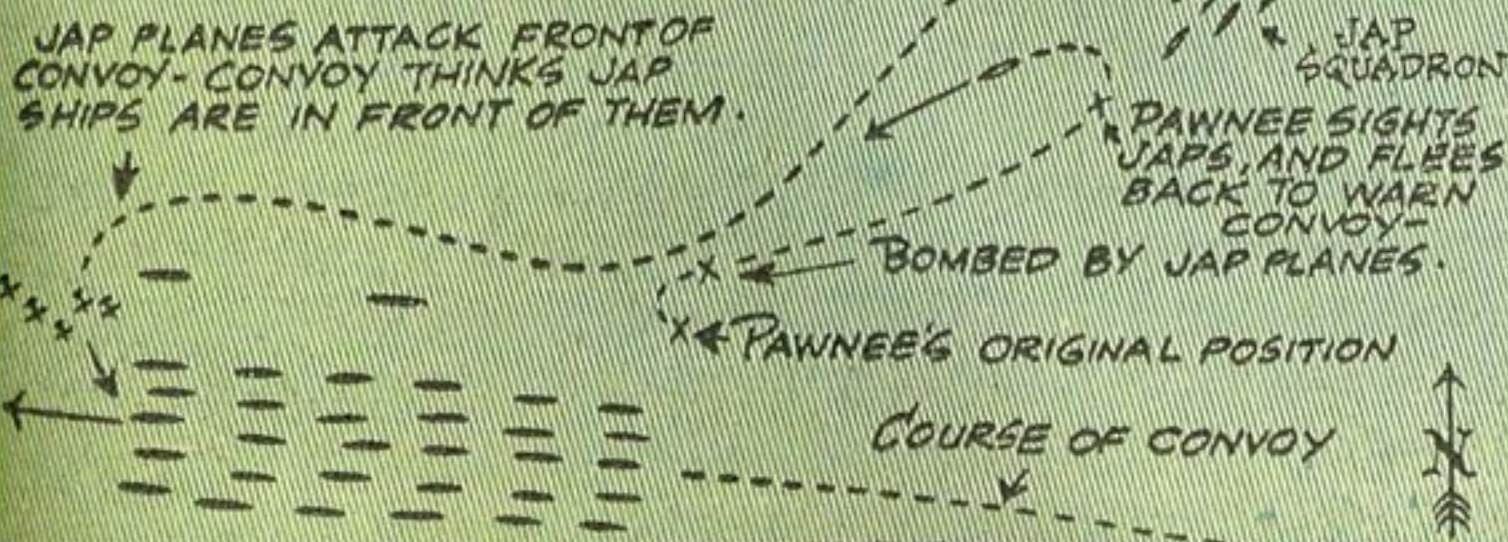 JAP PLANES ATTACK FRONT OF
CONVOY- CONVOY THINKS JAP
SHIPS ARE IN FRONT OF THEM.
JAP
SQUADRON
PAWNEE SIGHTS
JAPS, AND FLEES
BACK TO WARN
CONVOY-
BOMBED BY JAP PLANES.
PAWNEE'S ORIGINAL POSITION
COURSE OF CONVOY
N